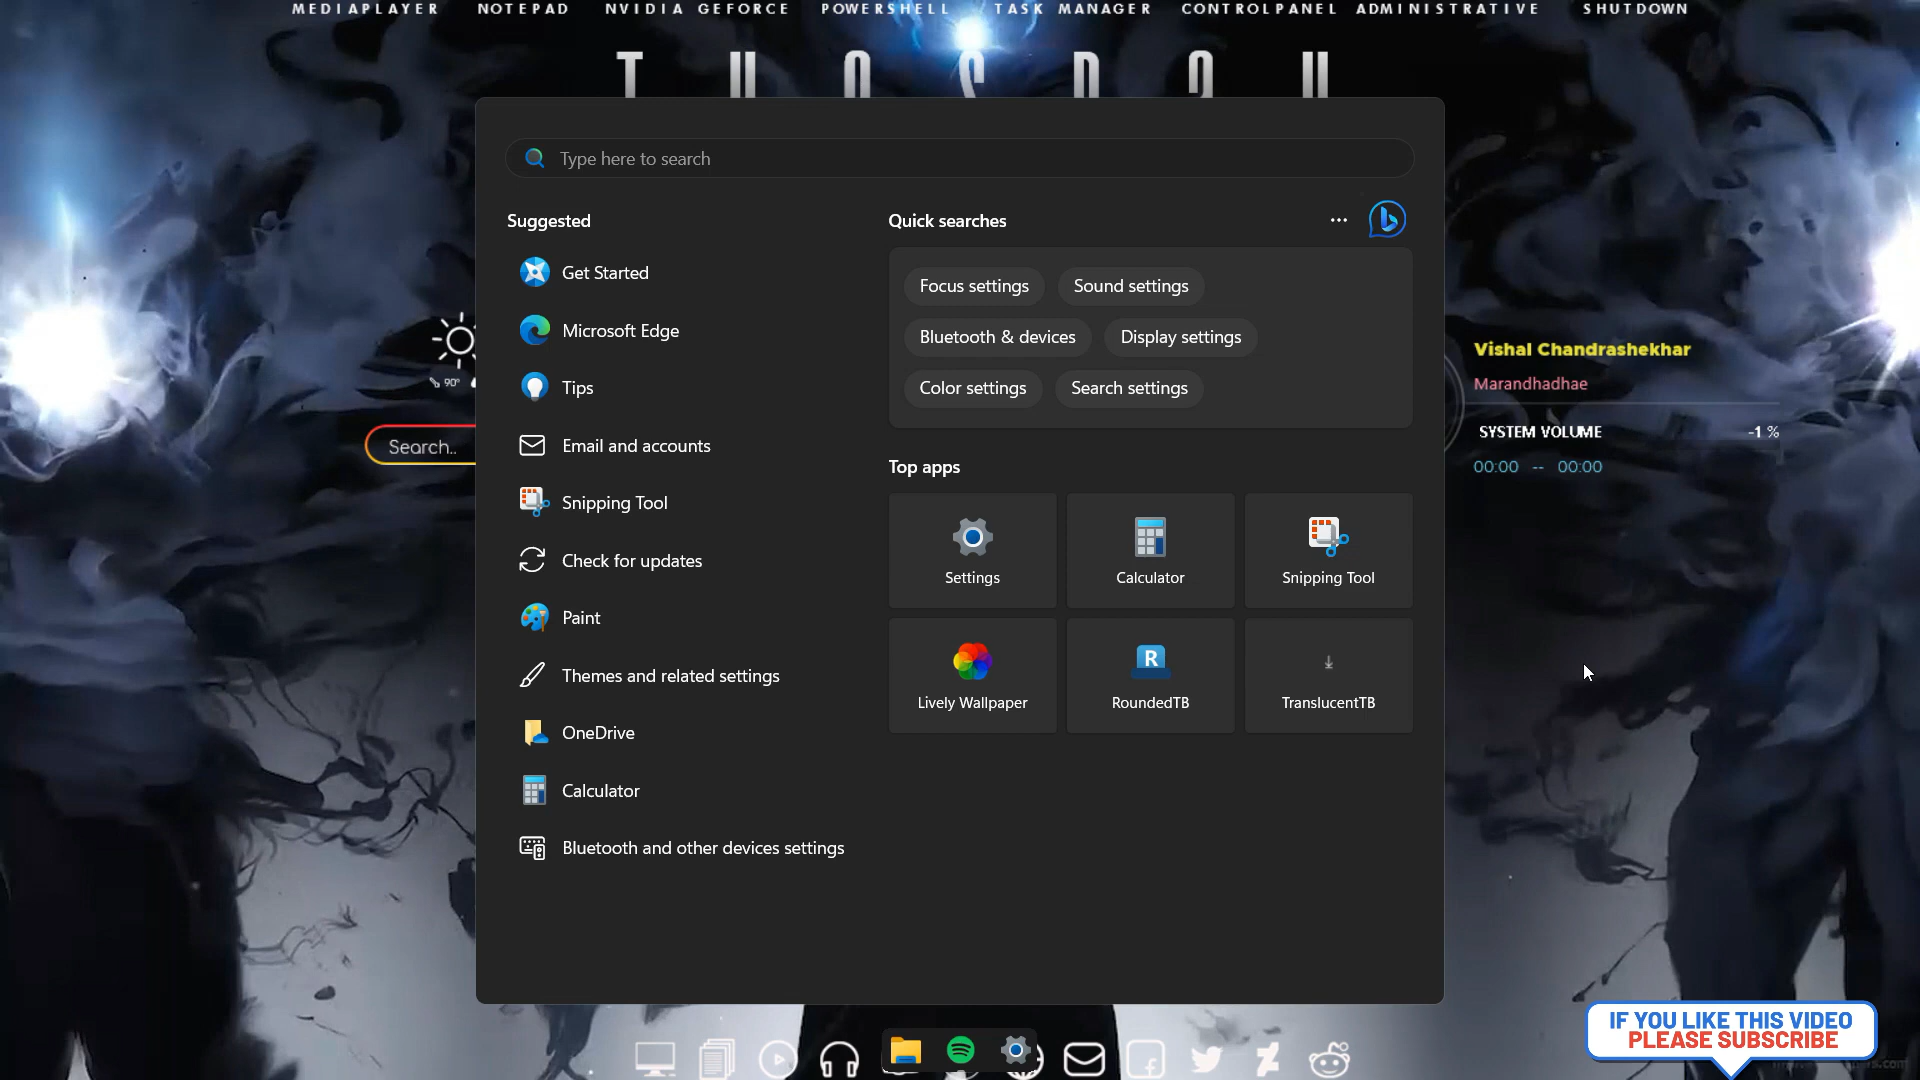 MEDIAPLAYER NOTEPAD NVIDIA GEFORCE POWERSHELL TASK MANAGER CONTROLPANEL ADMINISTRATIVE SHUTDOWN
Type here to search
Suggested
Get Started
Microsoft Edge
Tips
Email and accounts
Snipping Tool
Check for updates
Paint
Themes and related settings
OneDrive
Calculator
Bluetooth and other devices settings
Quick searches
Focus settings
Sound settings
Bluetooth & devices
Display settings
Color settings
Search settings
Top apps
Settings
Calculator
Snipping Tool
R
Lively Wallpaper
RoundedTB
TranslucentTB
90°
Search..
Vishal Chandrashekhar
Marandhadhae
SYSTEM VOLUME -1 %
00:00 -- 00:00
IF YOU LIKE THIS VIDEO
PLEASE SUBSCRIBE